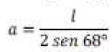 a = l / 2 sen 68°